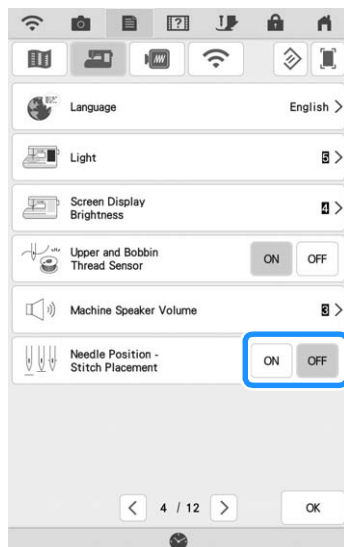 Language English >
Light 5 >
Screen Display
Brightness 4 >
Upper and Bobbin
Thread Sensor ON OFF
Machine Speaker Volume 3 >
Needle Position -
Stitch Placement ON OFF
< 4 / 12 > OK